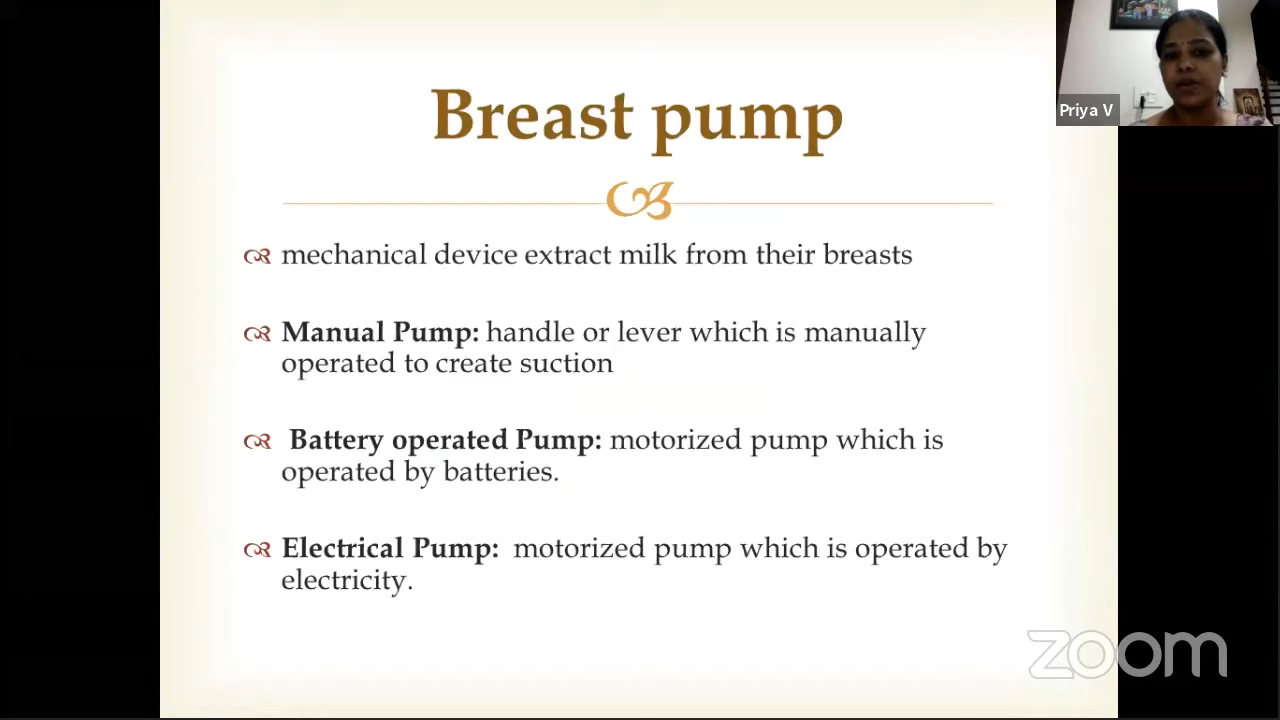 Breast pump
mechanical device extract milk from their breasts
Manual Pump: handle or lever which is manually
operated to create suction
Battery operated Pump: motorized pump which is
operated by batteries.
Electrical Pump: motorized pump which is operated by
electricity.
Priya V
zoom